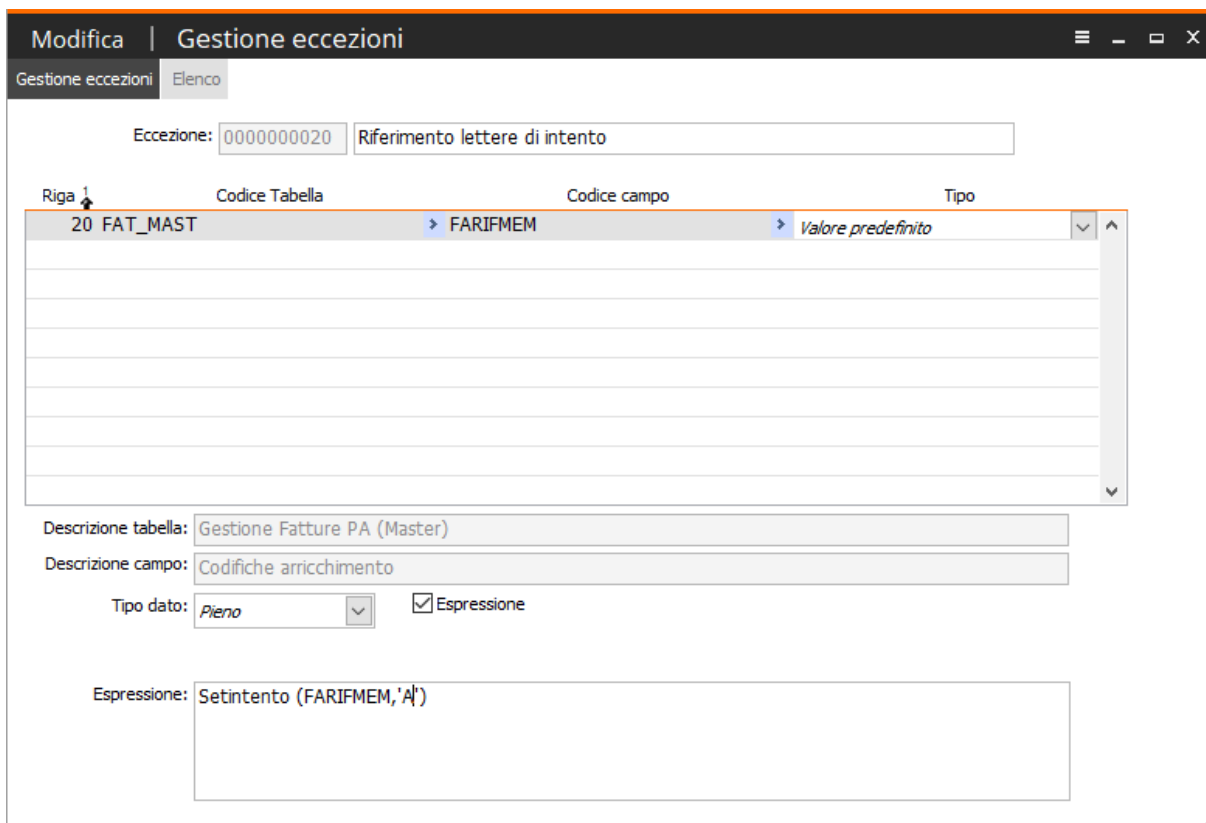 Modifica | Gestione eccezioni
Gestione eccezioni Elenco
Eccezione: 0000000020 Riferimento lettere di intento
Riga 1 Codice Tabella Codice campo Tipo
20 FAT_MAST FARIFMEM Valore predefinito
Descrizione tabella: Gestione Fatture PA (Master)
Descrizione campo: Codifiche arricchimento
Tipo dato: Pieno Espressione
Espressione: Setintento (FARIFMEM,'A')